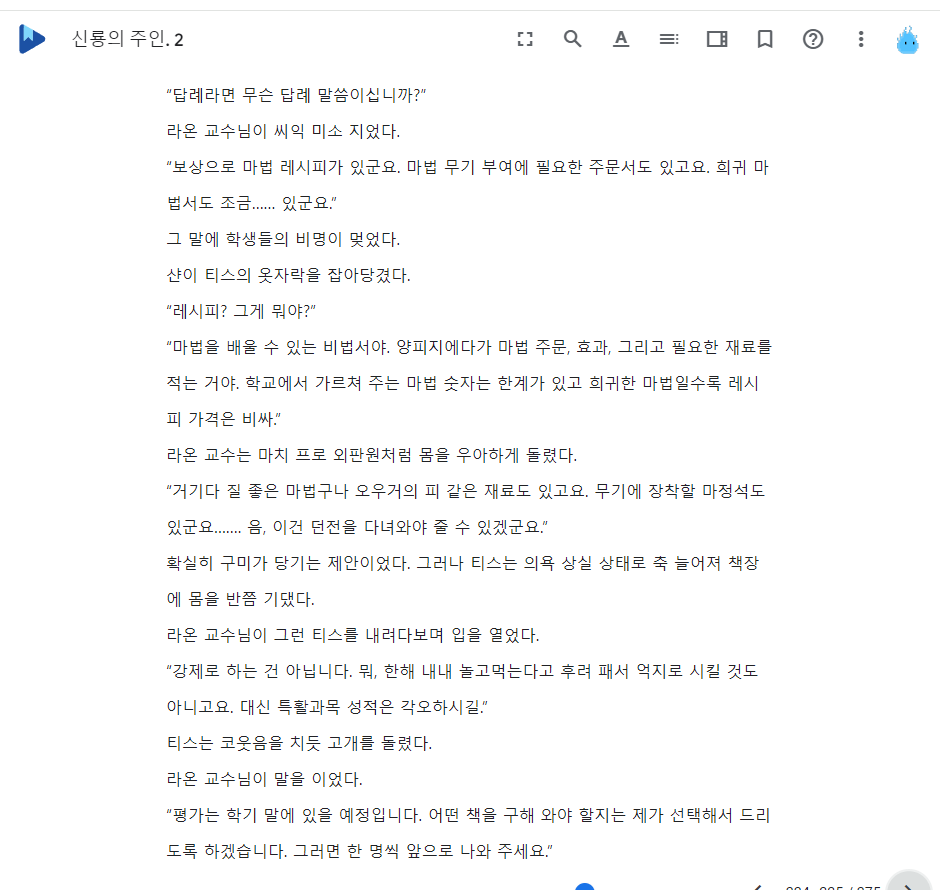 신룡의 주인. 2
“답례라면 무슨 답례 말씀이십니까?”
라온 교수님이 씨익 미소 지었다.
“보상으로 마법 레시피가 있군요. 마법 무기 부여에 필요한 주문서도 있고요. 희귀 마
법서도 조금...... 있군요.”
그 말에 학생들의 비명이 멎었다.
샨이 티스의 옷자락을 잡아당겼다.
“레시피? 그게 뭐야?”
“마법을 배울 수 있는 비법서야. 양피지에다가 마법 주문, 효과, 그리고 필요한 재료를
적는 거야. 학교에서 가르쳐 주는 마법 숫자는 한계가 있고 희귀한 마법일수록 레시
피 가격은 비싸.”
라온 교수는 마치 프로 외판원처럼 몸을 우아하게 돌렸다.
“거기다 질 좋은 마법구나 오우거의 피 같은 재료도 있고요. 무기에 장착할 마정석도
있군요....... 음, 이건 던전을 다녀와야 줄 수 있겠군요.”
확실히 구미가 당기는 제안이었다. 그러나 티스는 의욕 상실 상태로 축 늘어져 책장
에 몸을 반쯤 기댔다.
라온 교수님이 그런 티스를 내려다보며 입을 열었다.
“강제로 하는 건 아닙니다. 뭐, 한해 내내 놀고먹는다고 후려 패서 억지로 시킬 것도
아니고요. 대신 특활과목 성적은 각오하시길.”
티스는 코웃음을 치듯 고개를 돌렸다.
라온 교수님이 말을 이었다.
“평가는 학기 말에 있을 예정입니다. 어떤 책을 구해 와야 할지는 제가 선택해서 드리
도록 하겠습니다. 그러면 한 명씩 앞으로 나와 주세요.”